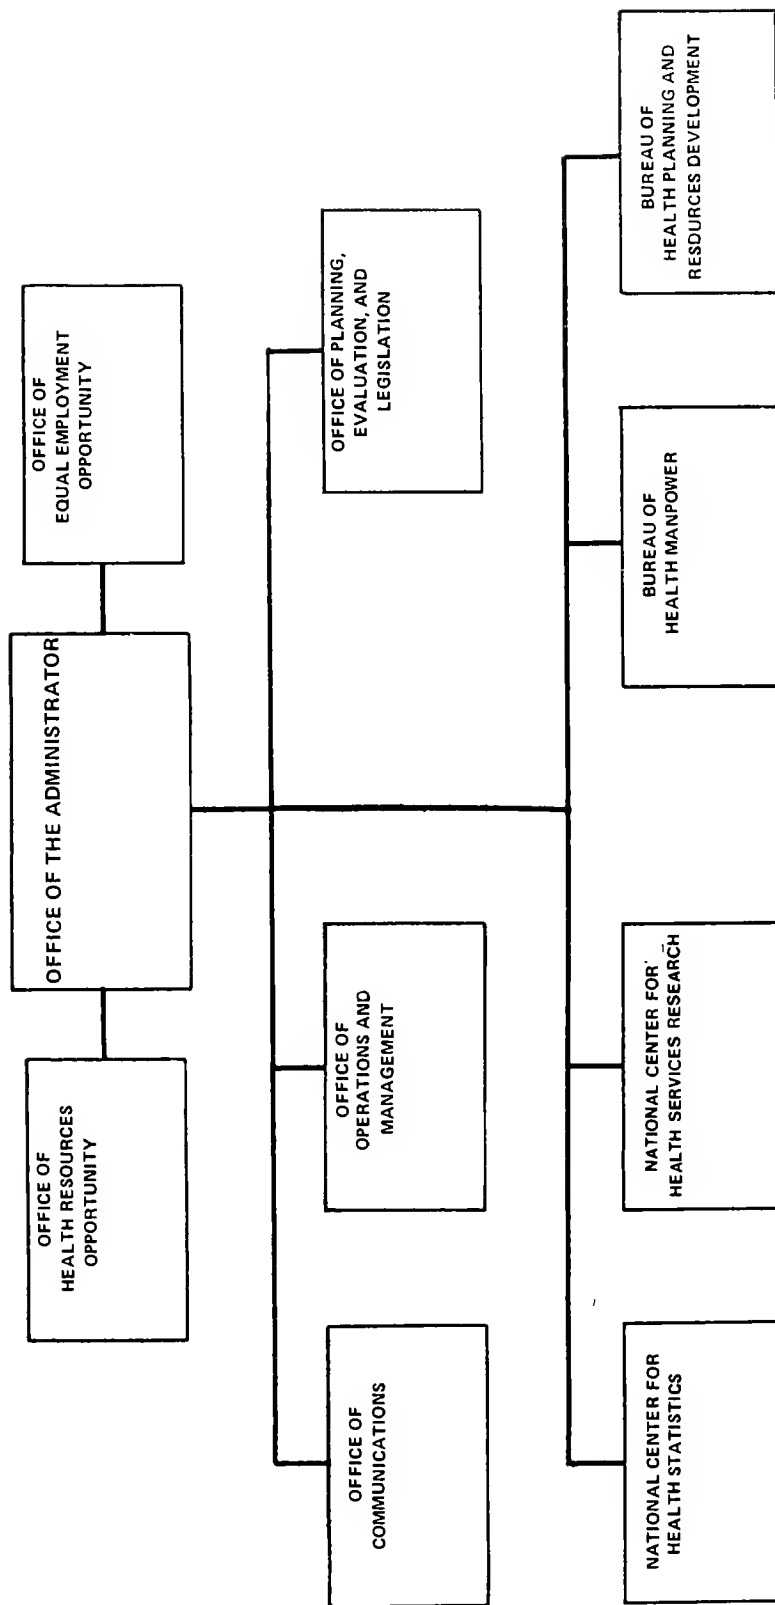 OFFICE OF
HEALTH RESOURCES
OPPORTUNITY
OFFICE OF THE ADMINISTRATOR
OFFICE OF
EQUAL EMPLOYMENT
OPPORTUNITY
OFFICE OF
COMMUNICATIONS
OFFICE OF
OPERATIONS AND
MANAGEMENT
OFFICE OF PLANNING,
EVALUATION, AND
LEGISLATION
NATIONAL CENTER FOR
HEALTH STATISTICS
NATIONAL CENTER FOR
HEALTH SERVICES RESEARCH
BUREAU OF
HEALTH MANPOWER
BUREAU OF
HEALTH PLANNING AND
RESOURCES DEVELOPMENT